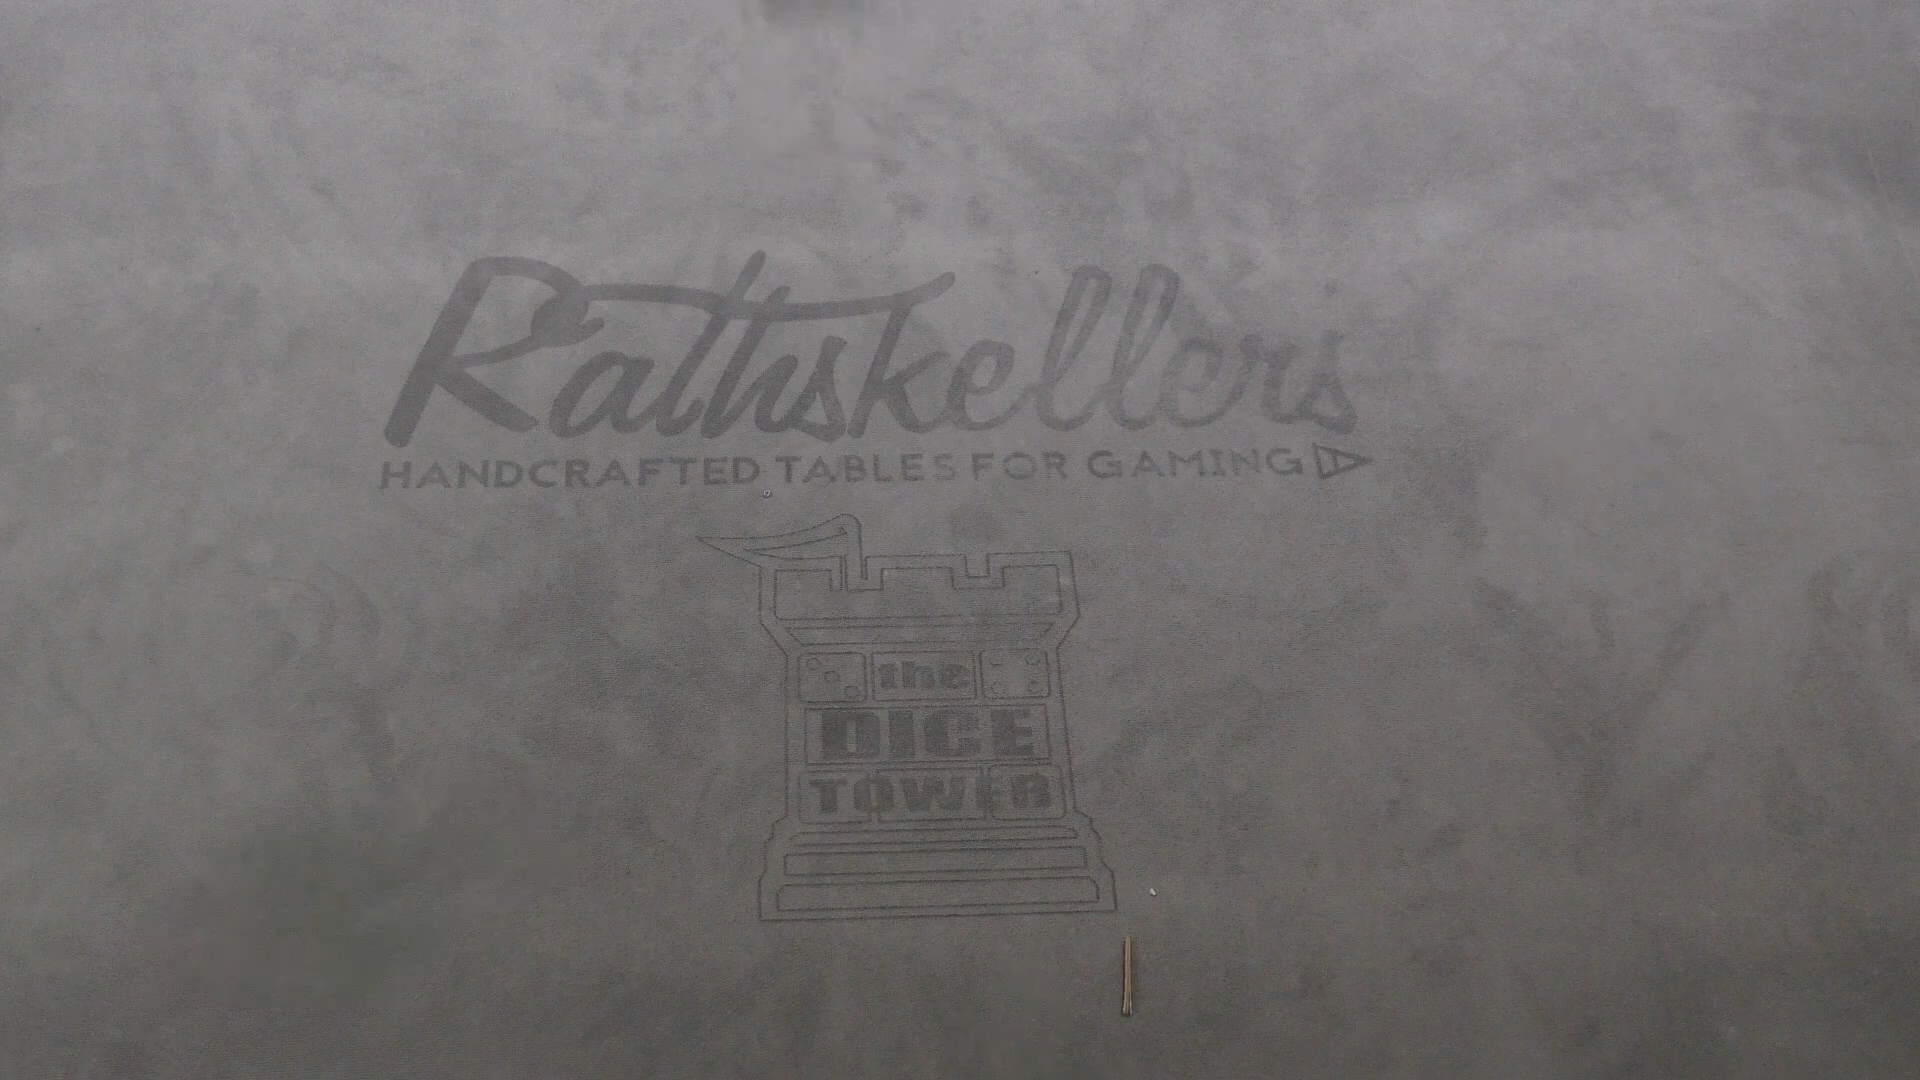 Rathskellers
HANDCRAFTED TABLES FOR GAMING
the
DICE
TOWER